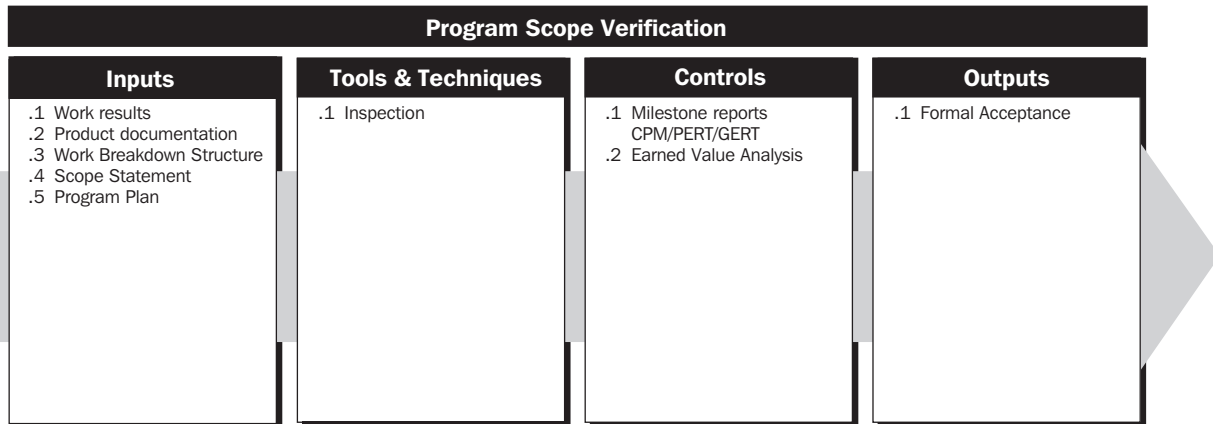 Program Scope Verification
Inputs
.1 Work results
.2 Product documentation
.3 Work Breakdown Structure
.4 Scope Statement
.5 Program Plan
Tools & Techniques
.1 Inspection
Controls
.1 Milestone reports
CPM/PERT/GERT
.2 Earned Value Analysis
Outputs
.1 Formal Acceptance